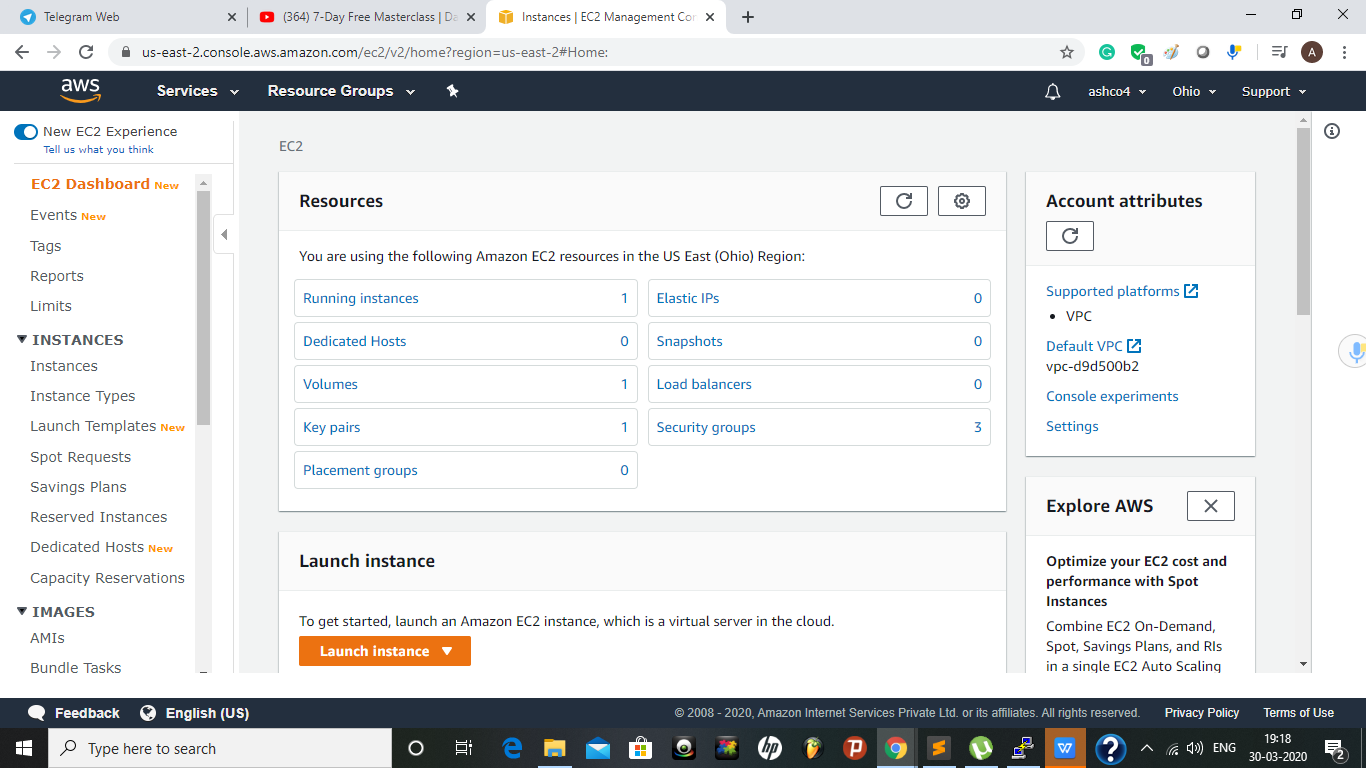 Telegram Web
(364) 7-Day Free Masterclass | Da
Instances | EC2 Management Con
us-east-2.console.aws.amazon.com/ec2/v2/home?region=us-east-2#Home:
0
A
aws
Services
Resource Groups
ashco4
Ohio
Support
New EC2 Experience
Tell us what you think
EC2 Dashboard New
Events New
Tags
Reports
Limits
INSTANCES
Instances
Instance Types
Launch Templates New
Spot Requests
Savings Plans
Reserved Instances
Dedicated Hosts New
Capacity Reservations
IMAGES
AMIs
Bundle Tasks
EC2
Resources
You are using the following Amazon EC2 resources in the US East (Ohio) Region:
Running instances 1
Elastic IPs 0
Dedicated Hosts 0
Snapshots 0
Volumes 1
Load balancers 0
Key pairs 1
Security groups 3
Placement groups 0
Launch instance
To get started, launch an Amazon EC2 instance, which is a virtual server in the cloud.
Launch instance
Account attributes
Supported platforms
• VPC
Default VPC
vpc-d9d500b2
Console experiments
Settings
Explore AWS
Optimize your EC2 cost and
performance with Spot
Instances
Combine EC2 On-Demand,
Spot, Savings Plans, and RIs
in a single EC2 Auto Scaling
Feedback
English (US)
© 2008 - 2020, Amazon Internet Services Private Ltd. or its affiliates. All rights reserved.
Privacy Policy
Terms of Use
Type here to search
hp
W
ENG
19:18
30-03-2020
2